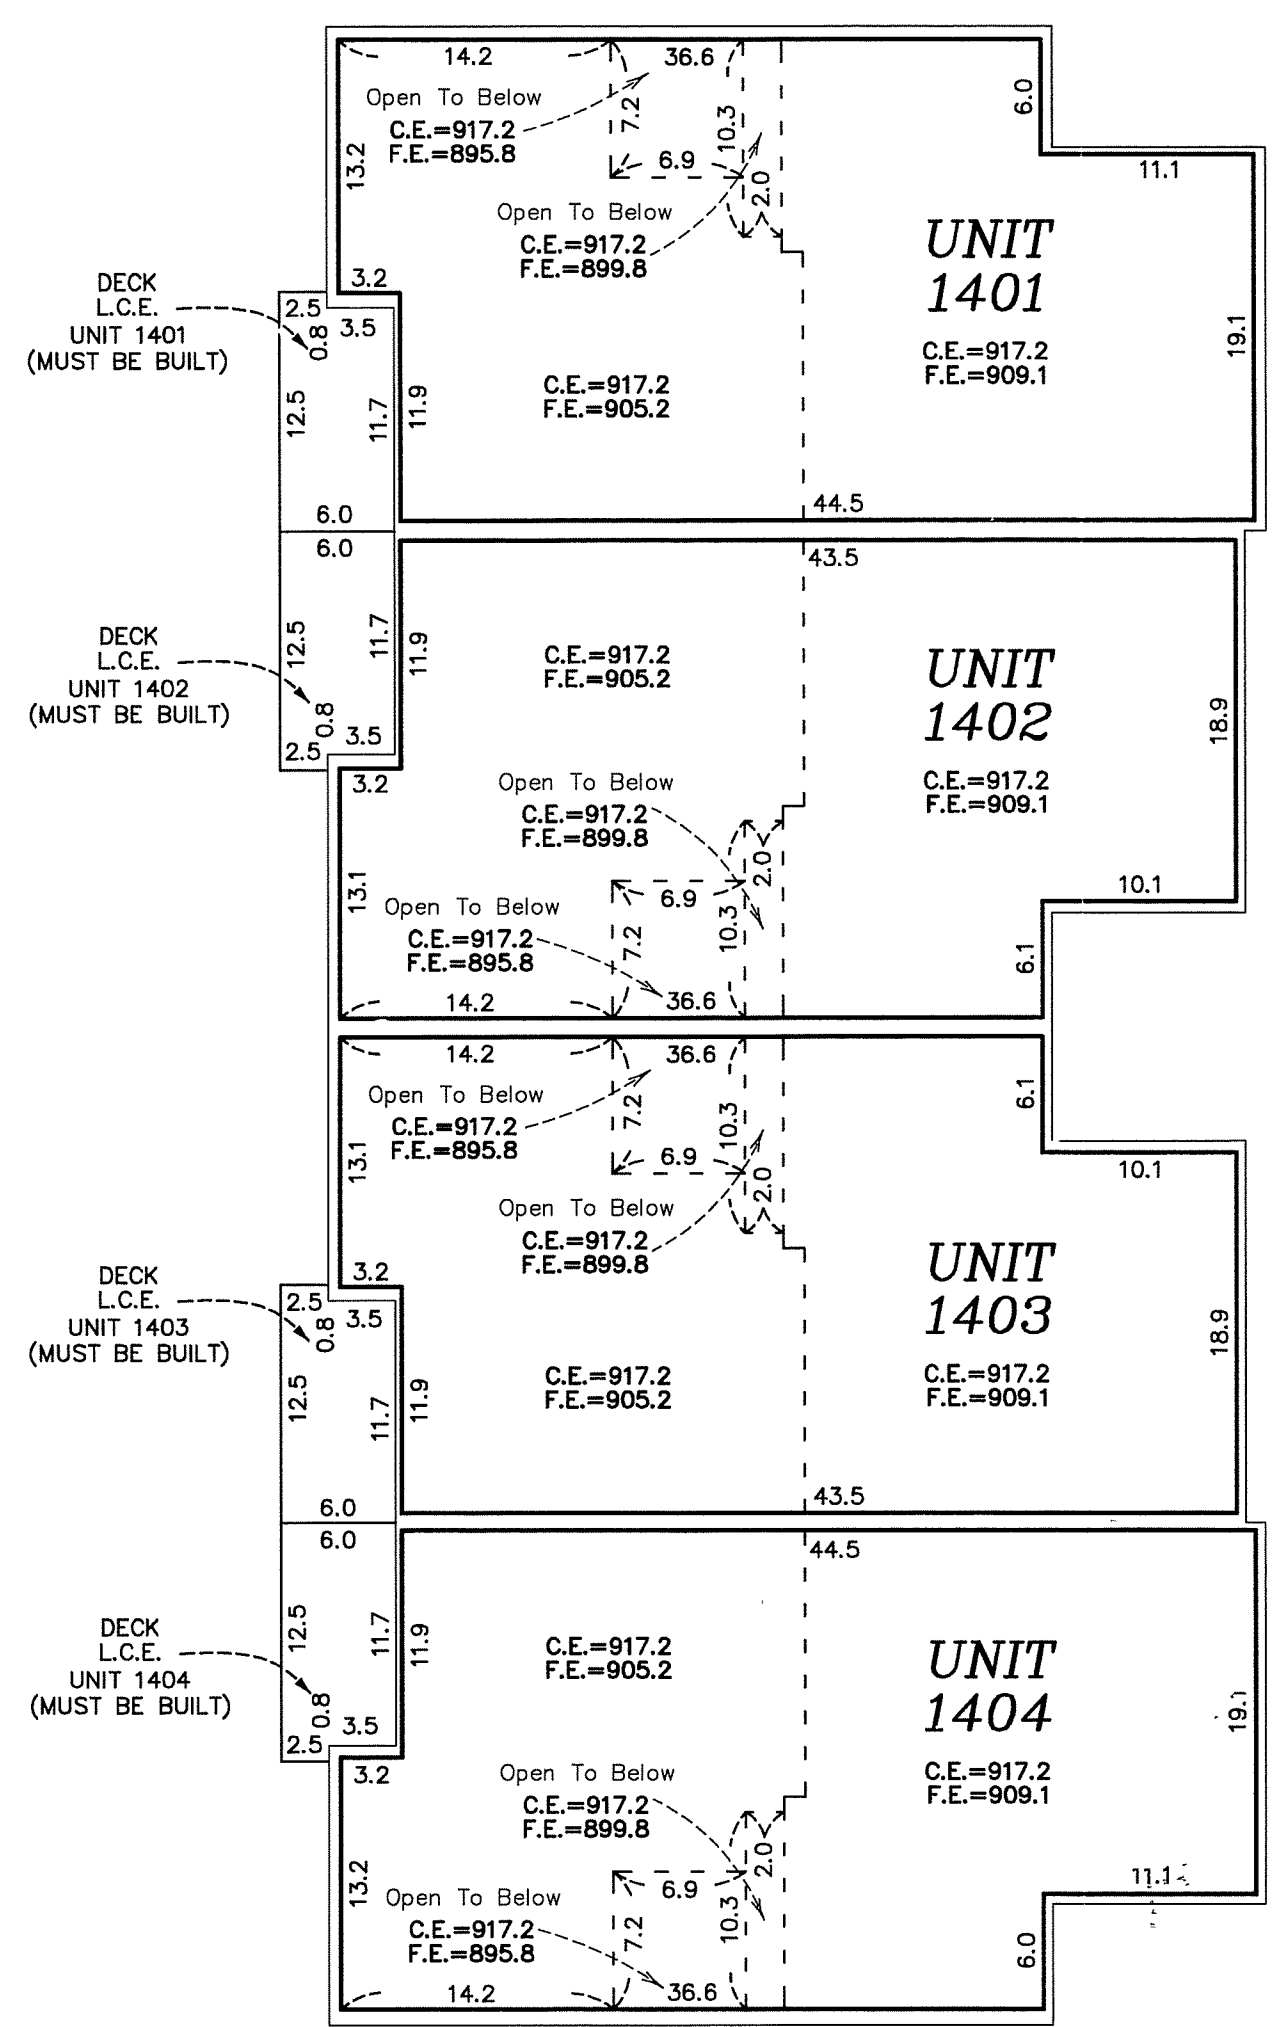 14.2
36.6
6.0
Open To Below
C.E.=917.2
F.E.=895.8
7.2
10.3
13.2
6.9
2.0
11.1
Open To Below
C.E.=917.2
F.E.=899.8
UNIT
1401
C.E.=917.2
F.E.=909.1
19.1
3.2
DECK
L.C.E.
UNIT 1401
(MUST BE BUILT)
2.5
0.8
3.5
12.5
11.7
11.9
C.E.=917.2
F.E.=905.2
6.0
44.5
6.0
43.5
DECK
L.C.E.
UNIT 1402
(MUST BE BUILT)
12.5
11.7
11.9
C.E.=917.2
F.E.=905.2
UNIT
1402
C.E.=917.2
F.E.=909.1
18.9
0.8
3.5
2.5
3.2
Open To Below
C.E.=917.2
F.E.=899.8
2.0
10.1
13.1
6.9
Open To Below
C.E.=917.2
F.E.=895.8
7.2
10.3
6.1
14.2
36.6
14.2
36.6
6.1
Open To Below
C.E.=917.2
F.E.=895.8
7.2
10.3
13.1
6.9
2.0
10.1
Open To Below
C.E.=917.2
F.E.=899.8
UNIT
1403
C.E.=917.2
F.E.=909.1
18.9
3.2
DECK
L.C.E.
UNIT 1403
(MUST BE BUILT)
2.5
0.8
3.5
12.5
11.7
11.9
C.E.=917.2
F.E.=905.2
6.0
43.5
6.0
44.5
DECK
L.C.E.
UNIT 1404
(MUST BE BUILT)
12.5
11.7
11.9
C.E.=917.2
F.E.=905.2
UNIT
1404
C.E.=917.2
F.E.=909.1
19.1
0.8
3.5
2.5
3.2
Open To Below
C.E.=917.2
F.E.=899.8
2.0
11.1
13.2
6.9
Open To Below
C.E.=917.2
F.E.=895.8
7.2
10.3
6.0
14.2
36.6